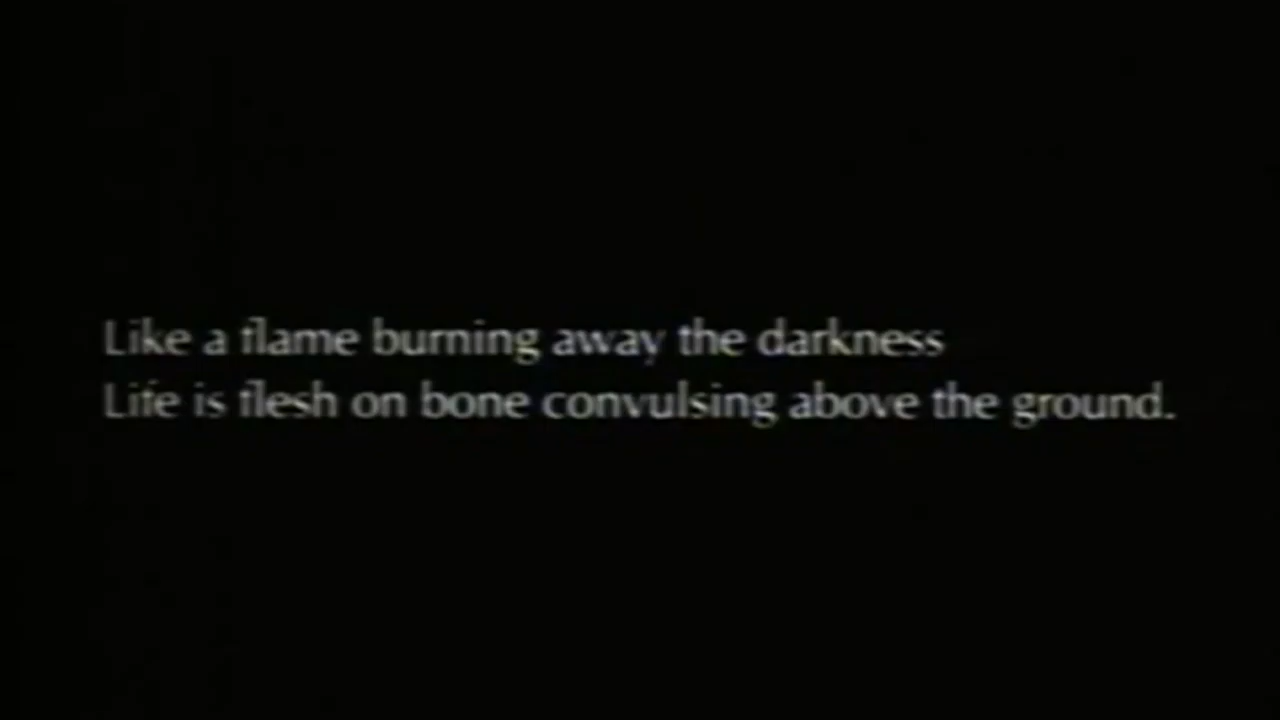 Like a flame burning away the darkness
Life is flesh on bone convulsing above the ground.